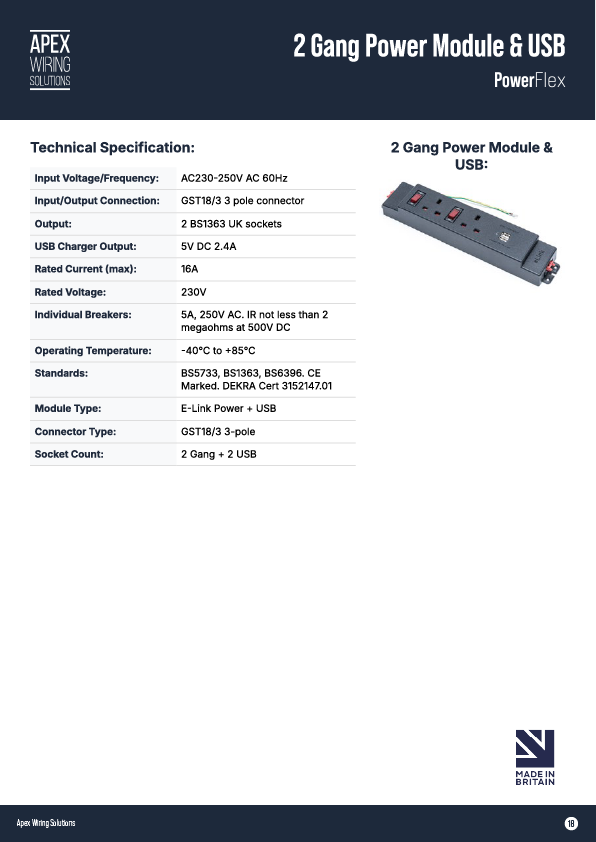 APEX
WIRING
SOLUTIONS
2 Gang Power Module & USB
PowerFlex
Technical Specification:
Input Voltage/Frequency: AC230-250V AC 60Hz
Input/Output Connection: GST18/3 3 pole connector
Output: 2 BS1363 UK sockets
USB Charger Output: 5V DC 2.4A
Rated Current (max): 16A
Rated Voltage: 230V
Individual Breakers: 5A, 250V AC. IR not less than 2
megaohms at 500V DC
Operating Temperature: -40°C to +85°C
Standards: BS5733, BS1363, BS6396. CE
Marked. DEKRA Cert 3152147.01
Module Type: E-Link Power + USB
Connector Type: GST18/3 3-pole
Socket Count: 2 Gang + 2 USB
2 Gang Power Module &
USB:
MADE IN
BRITAIN
Apex Wiring Solutions
18